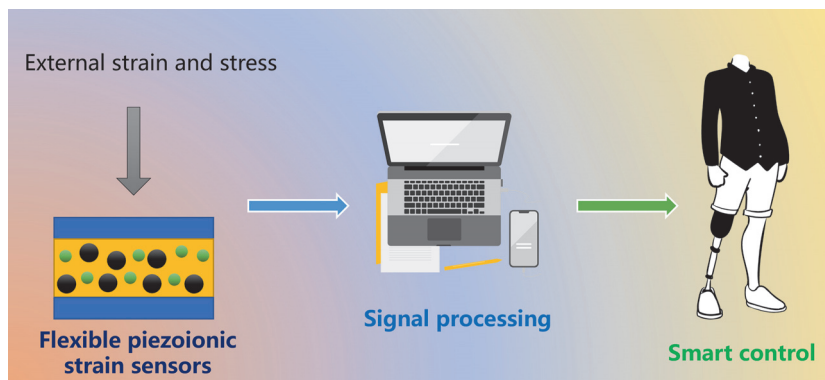 External strain and stress
Flexible piezoionic
strain sensors
Signal processing
Smart control